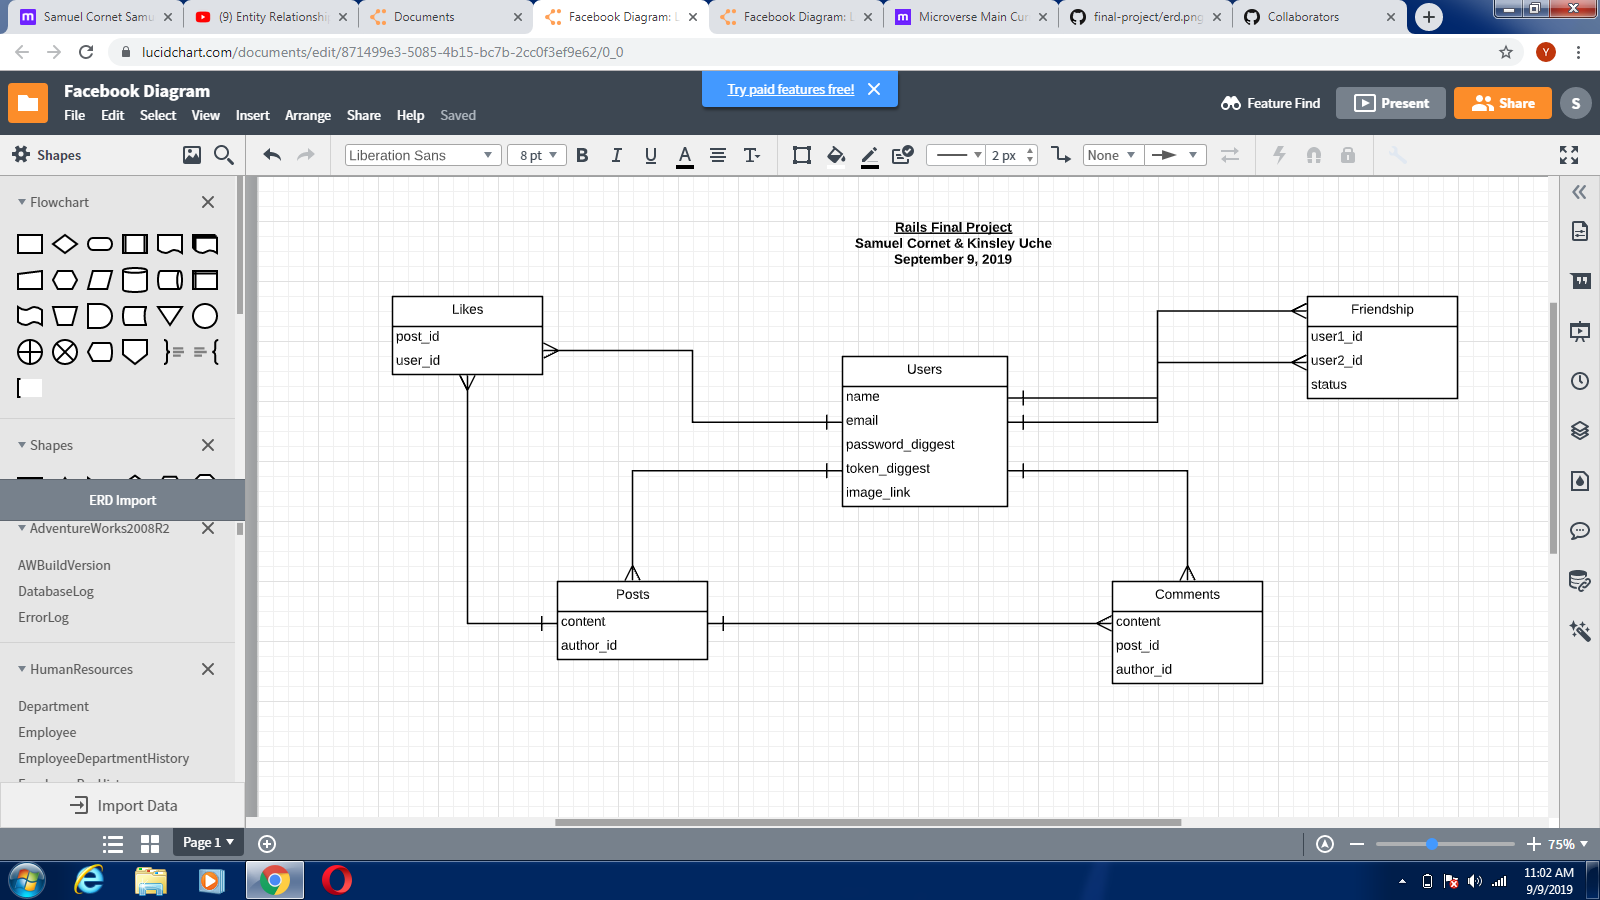 Samuel Cornet Samu
(9) Entity Relationshi
Documents
Facebook Diagram: L
Facebook Diagram: L
Microverse Main Cur
final-project/erd.png
Collaborators
lucidchart.com/documents/edit/871499e3-5085-4b15-bc7b-2cc0f3ef9e62/0_0
Y
Facebook Diagram
Try paid features free!
Feature Find
Present
Share
S
File Edit Select View Insert Arrange Share Help Saved
Shapes
Liberation Sans
8 pt
B I U A T
2 px
None
Flowchart
Shapes
ERD Import
AdventureWorks2008R2
AWBuildVersion
DatabaseLog
ErrorLog
HumanResources
Department
Employee
EmployeeDepartmentHistory
Import Data
Rails Final Project
Samuel Cornet & Kinsley Uche
September 9, 2019
Likes
post_id
user_id
Users
name
email
password_diggest
token_diggest
image_link
Friendship
user1_id
user2_id
status
Posts
content
author_id
Comments
content
post_id
author_id
Page 1
75%
11:02 AM
9/9/2019